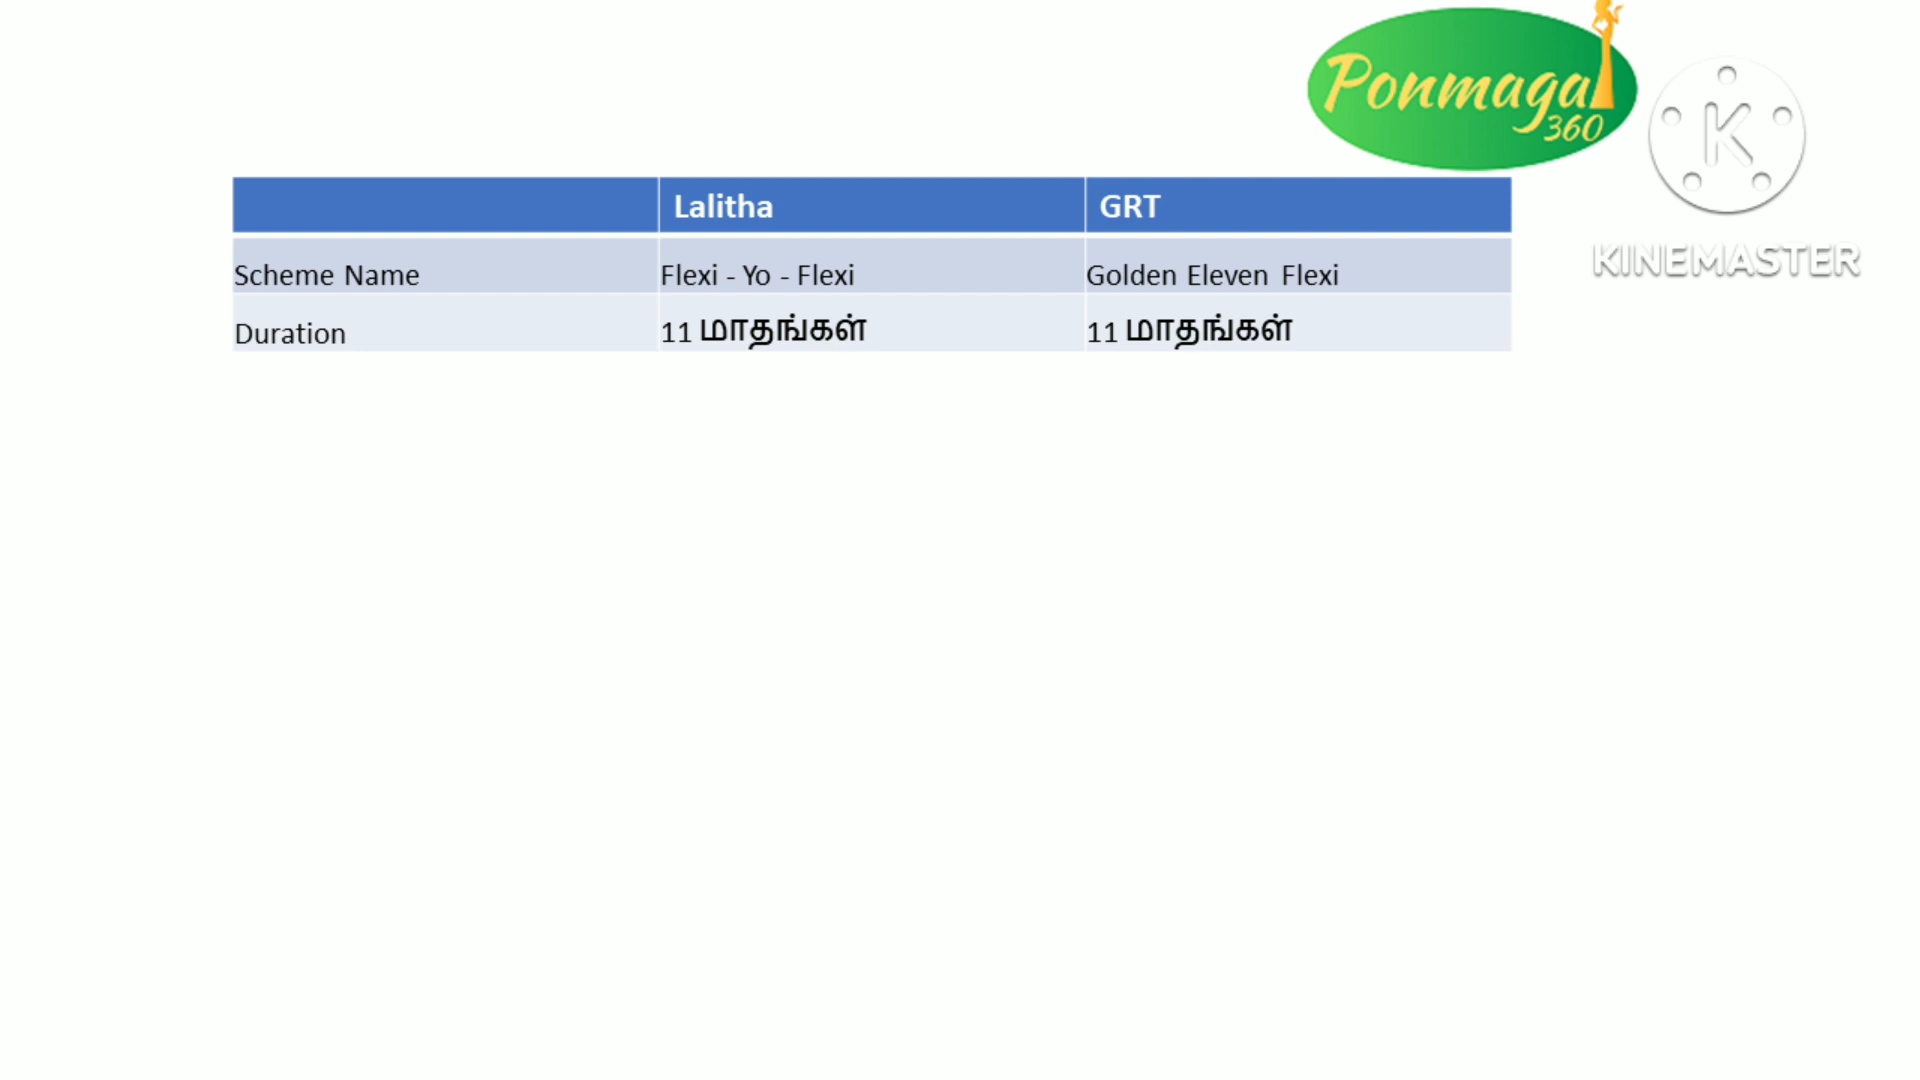 Ponmagal
360
K
KINEMASTER
Lalitha GRT
Scheme Name Flexi - Yo - Flexi Golden Eleven Flexi
Duration 11 மாதங்கள் 11 மாதங்கள்